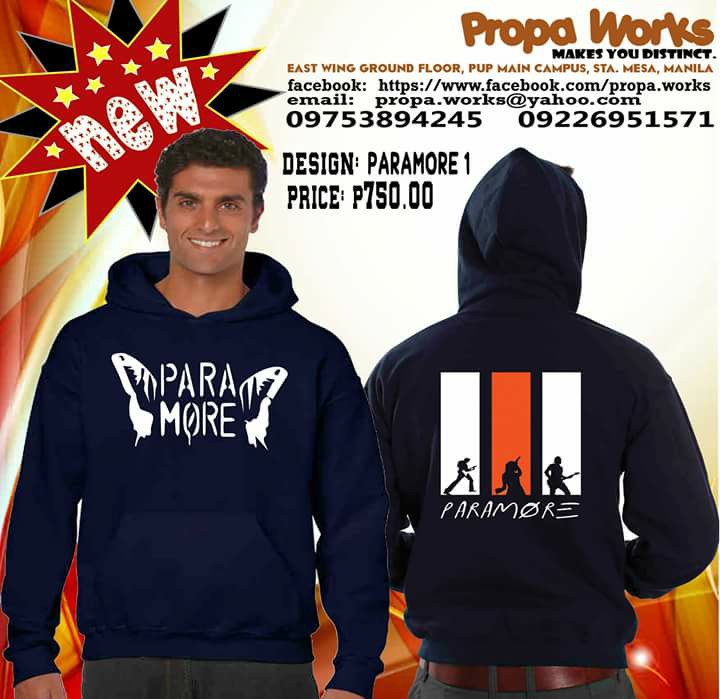 new
Propa Works
MAKES YOU DISTINCT.
EAST WING GROUND FLOOR, PUP MAIN CAMPUS, STA. MESA, MANILA
facebook: https://www.facebook.com/propa.works
email: propa.works@yahoo.com
09753894245 09226951571
DESIGN: PARAMORE 1
PRICE: P750.00
PARA
MØRE
PARAMØRE